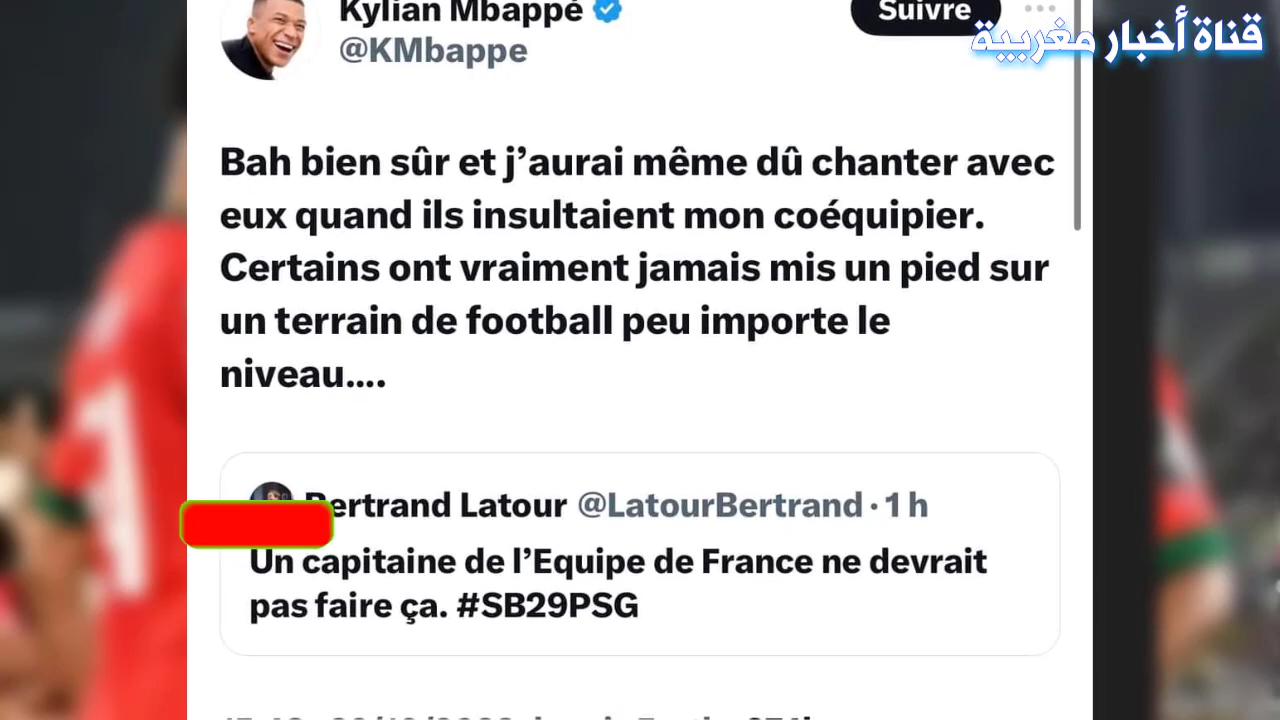 Kylian Mbappé
@KMbappe
Suivre
قناة أخبار مغربية
Bah bien sûr et j’aurai même dû chanter avec
eux quand ils insultaient mon coéquipier.
Certains ont vraiment jamais mis un pied sur
un terrain de football peu importe le
niveau....
Bertrand Latour @LatourBertrand · 1 h
Un capitaine de l’Equipe de France ne devrait
pas faire ça. #SB29PSG